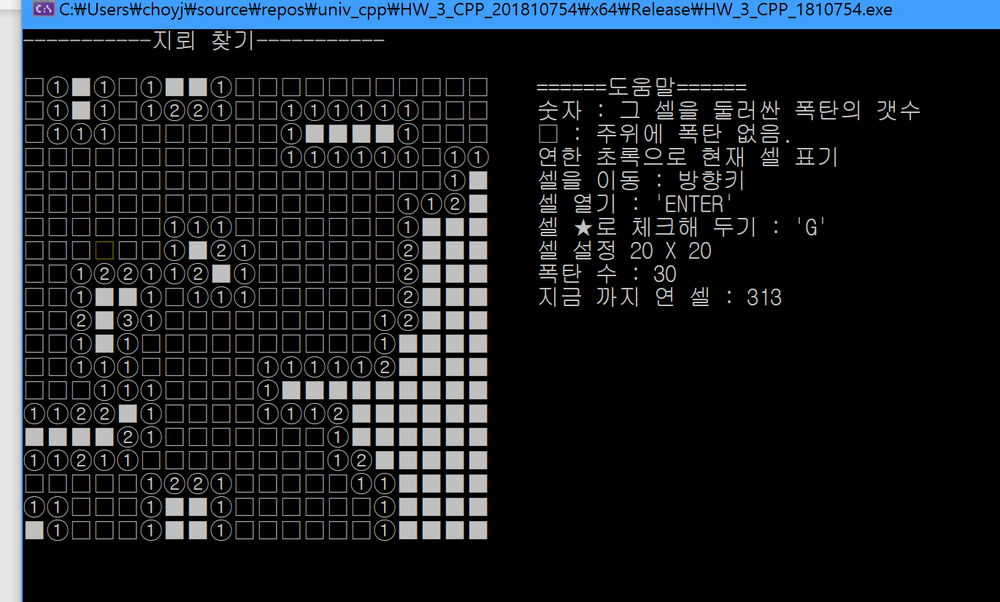 C:\Users\choyj\source\repos\univ_cpp\HW_3_CPP_201810754\x64\Release\HW_3_CPP_1810754.exe
-----------지뢰 찾기-----------
□①■①□①■■①□□□□□□□□□□□
□①■①□①②②①□□①①①①①①□□□
□①①①□□□□□□□①■■■■①□□□
□□□□□□□□□□□①①①①①①□①①
□□□□□□□□□□□□□□□□□□①■
□□□□□□□□□□□□□□□□①①②■
□□□□□□①①①□□□□□□□①■■■
□□□□□□①■②①□□□□□□②■■■
□□①②②①①②■①□□□□□□②■■■
□□①■■①□①①①□□□□□□②■■■
□□②■③①□□□□□□□□□①②■■■
□□①■①□□□□□□□□□□①■■■■
□□①①①□□□□□①①①①①②■■■■
□□□①①①□□□□①■■■■■■■■■
①①②②■①□□□□①①①②■■■■■■
■■■■②①□□□□□□□①■■■■■■
①①②①①□□□□□□□□①②■■■■■
□□□□□①②②①□□□□□①①■■■■
①①□□□①■■①□□□□□□①■■■■
■①□□□①■■①□□□□□□①■■■■
======도움말======
숫자 : 그 셀을 둘러싼 폭탄의 갯수
□ : 주위에 폭탄 없음.
연한 초록으로 현재 셀 표기
셀을 이동 : 방향키
셀 열기 : 'ENTER'
셀 ★로 체크해 두기 : 'G'
셀 설정 20 X 20
폭탄 수 : 30
지금 까지 연 셀 : 313